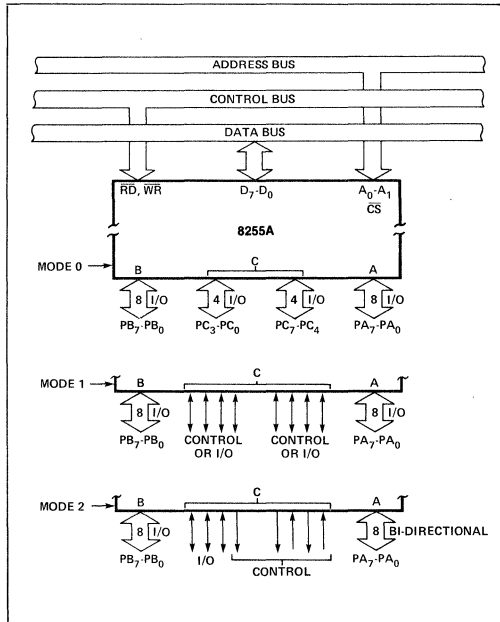 ADDRESS BUS
CONTROL BUS
DATA BUS
RD, WR D7-D0 A0-A1
CS
8255A
MODE 0 B C A
8 I/O 4 I/O 4 I/O 8 I/O
PB7-PB0 PC3-PC0 PC7-PC4 PA7-PA0
MODE 1 B C A
8 I/O 8 I/O
PB7-PB0 CONTROL OR I/O CONTROL OR I/O PA7-PA0
MODE 2 B C A
8 I/O 8 BI-DIRECTIONAL
PB7-PB0 I/O CONTROL PA7-PA0